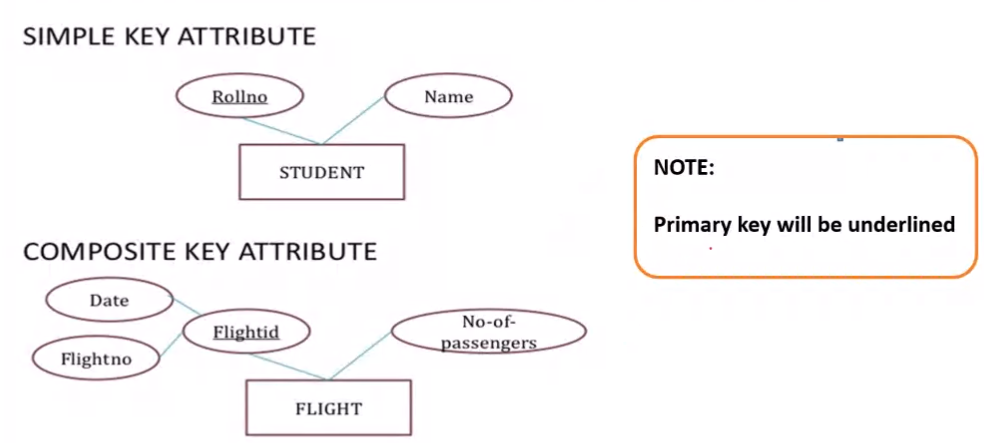 SIMPLE KEY ATTRIBUTE
Rollno
Name
STUDENT
NOTE:
Primary key will be underlined
COMPOSITE KEY ATTRIBUTE
Date
Flightno
Flightid
No-of-
passengers
FLIGHT